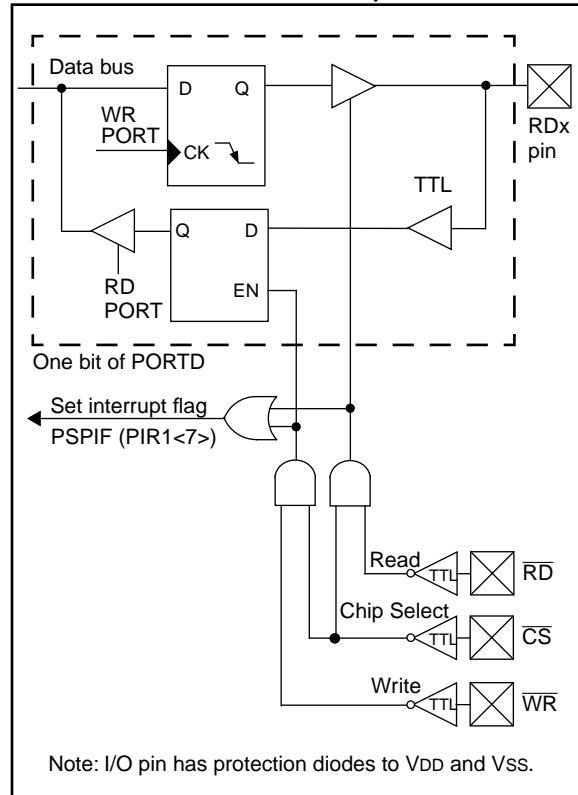 Data bus
D Q
WR
PORT
CK
RDx
pin
TTL
Q D
EN
RD
PORT
One bit of PORTD
Set interrupt flag
PSPIF (PIR1<7>)
Read
TTL
RD
Chip Select
TTL
CS
Write
TTL
WR
Note: I/O pin has protection diodes to VDD and VSS.